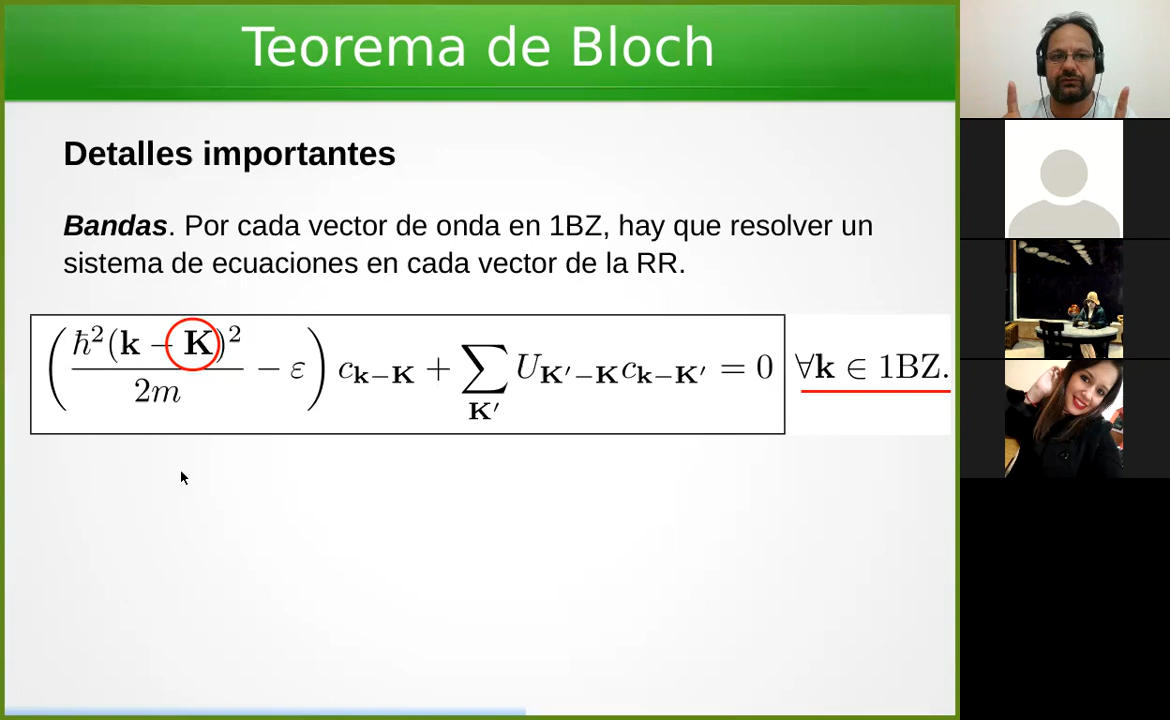 Teorema de Bloch
Detalles importantes
Bandas. Por cada vector de onda en 1BZ, hay que resolver un
sistema de ecuaciones en cada vector de la RR.
(ℏ²(𝐤 − 𝐊)²/2m − ε) c_{𝐤−𝐊} + ∑_{𝐊′} U_{𝐊′−𝐊}c_{𝐤−𝐊′} = 0 ∀𝐤 ∈ 1BZ.